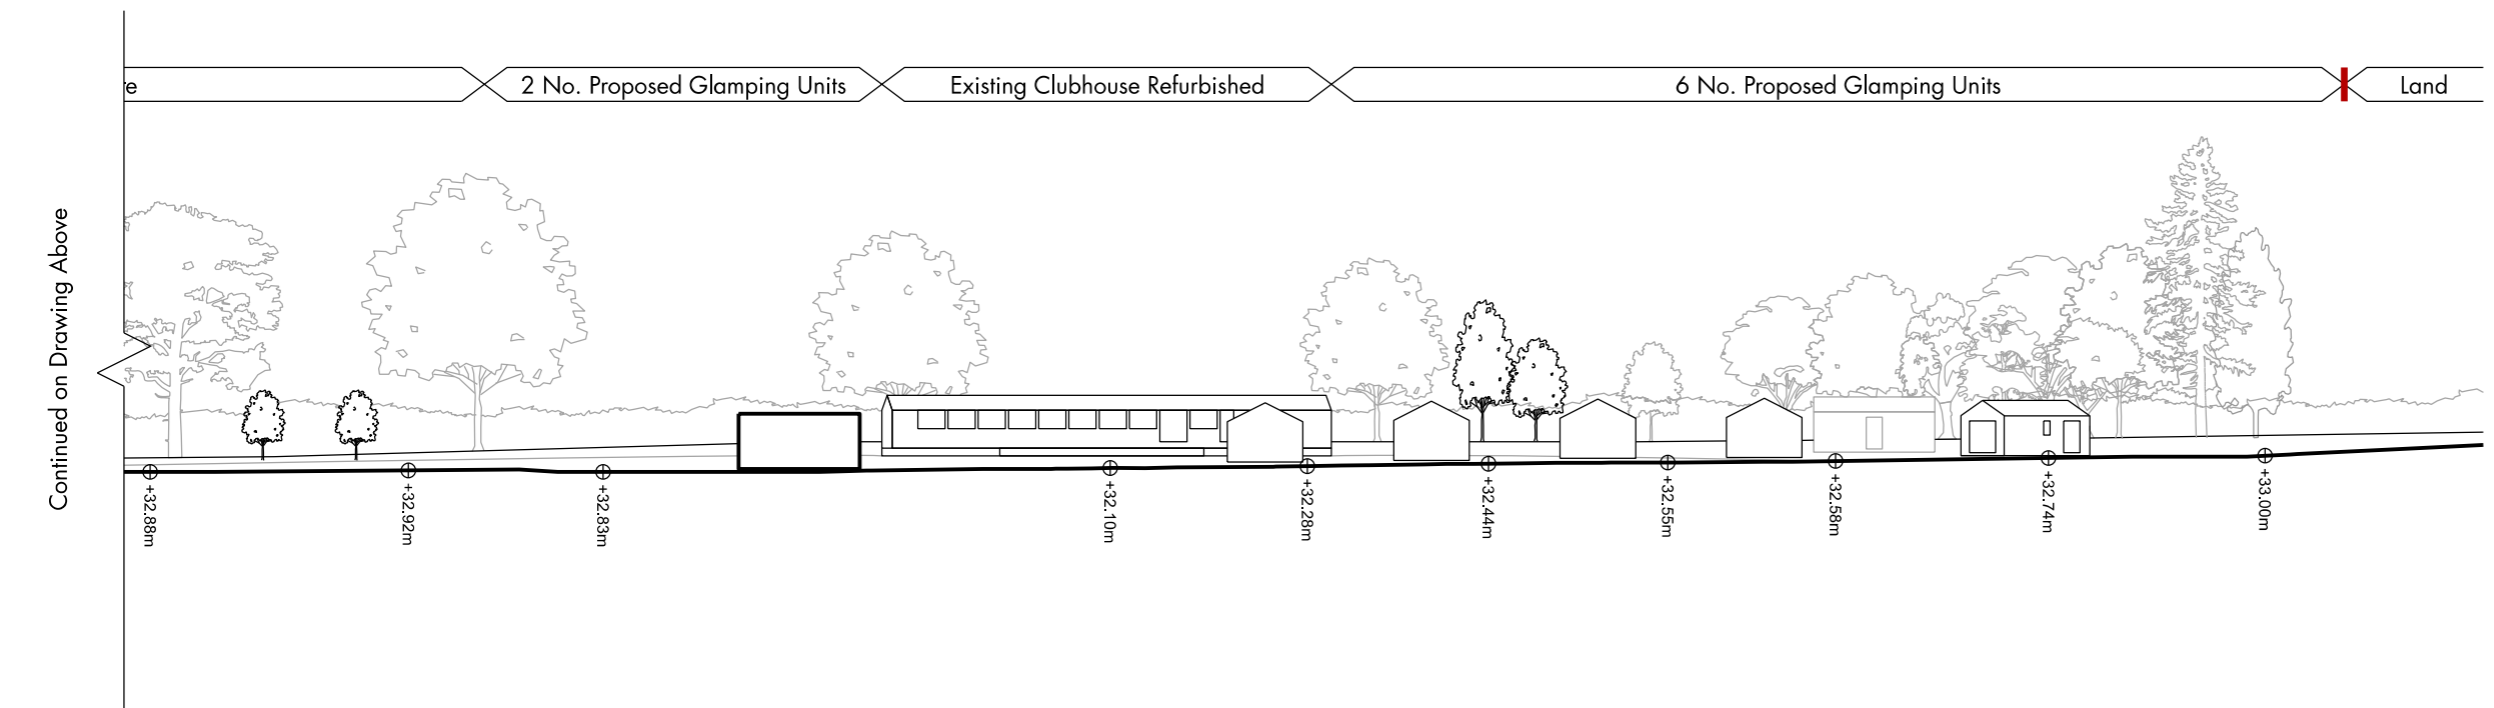 re
2 No. Proposed Glamping Units
Existing Clubhouse Refurbished
6 No. Proposed Glamping Units
Land
Continued on Drawing Above
+32.88m
+32.92m
+32.83m
+32.10m
+32.28m
+32.44m
+32.55m
+32.58m
+32.74m
+33.00m